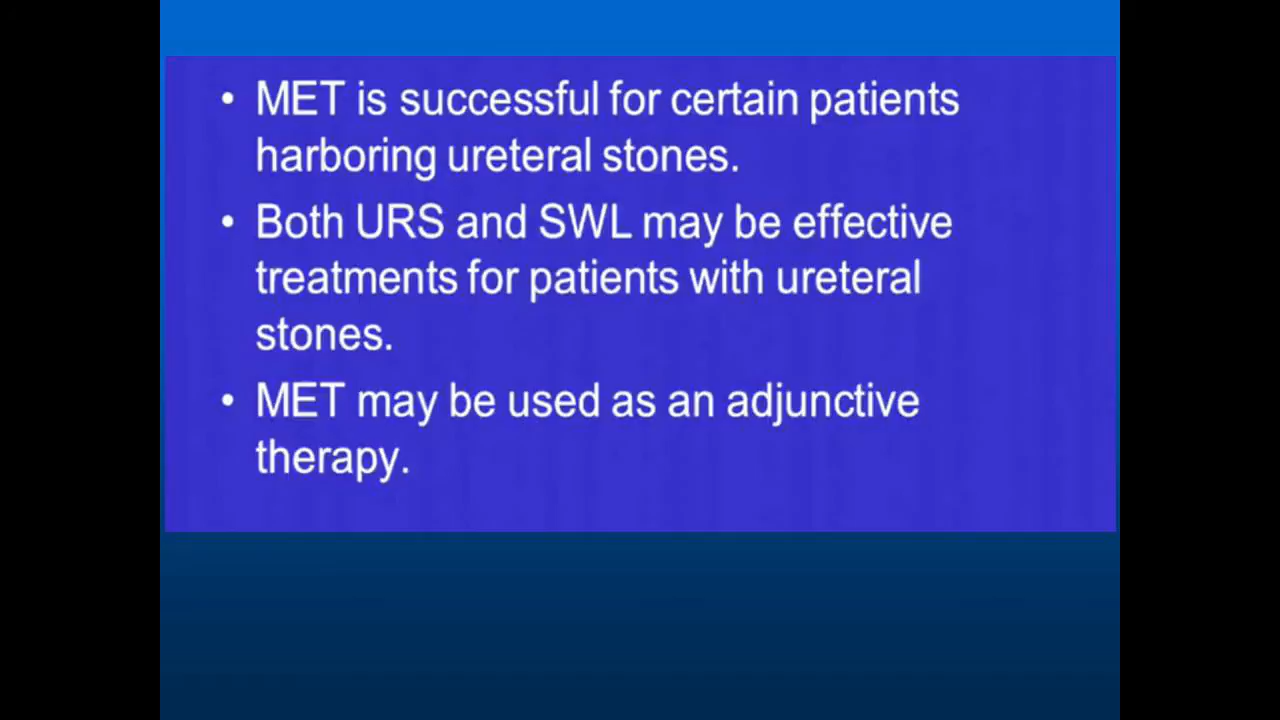 • MET is successful for certain patients
harboring ureteral stones.
• Both URS and SWL may be effective
treatments for patients with ureteral
stones.
• MET may be used as an adjunctive
therapy.